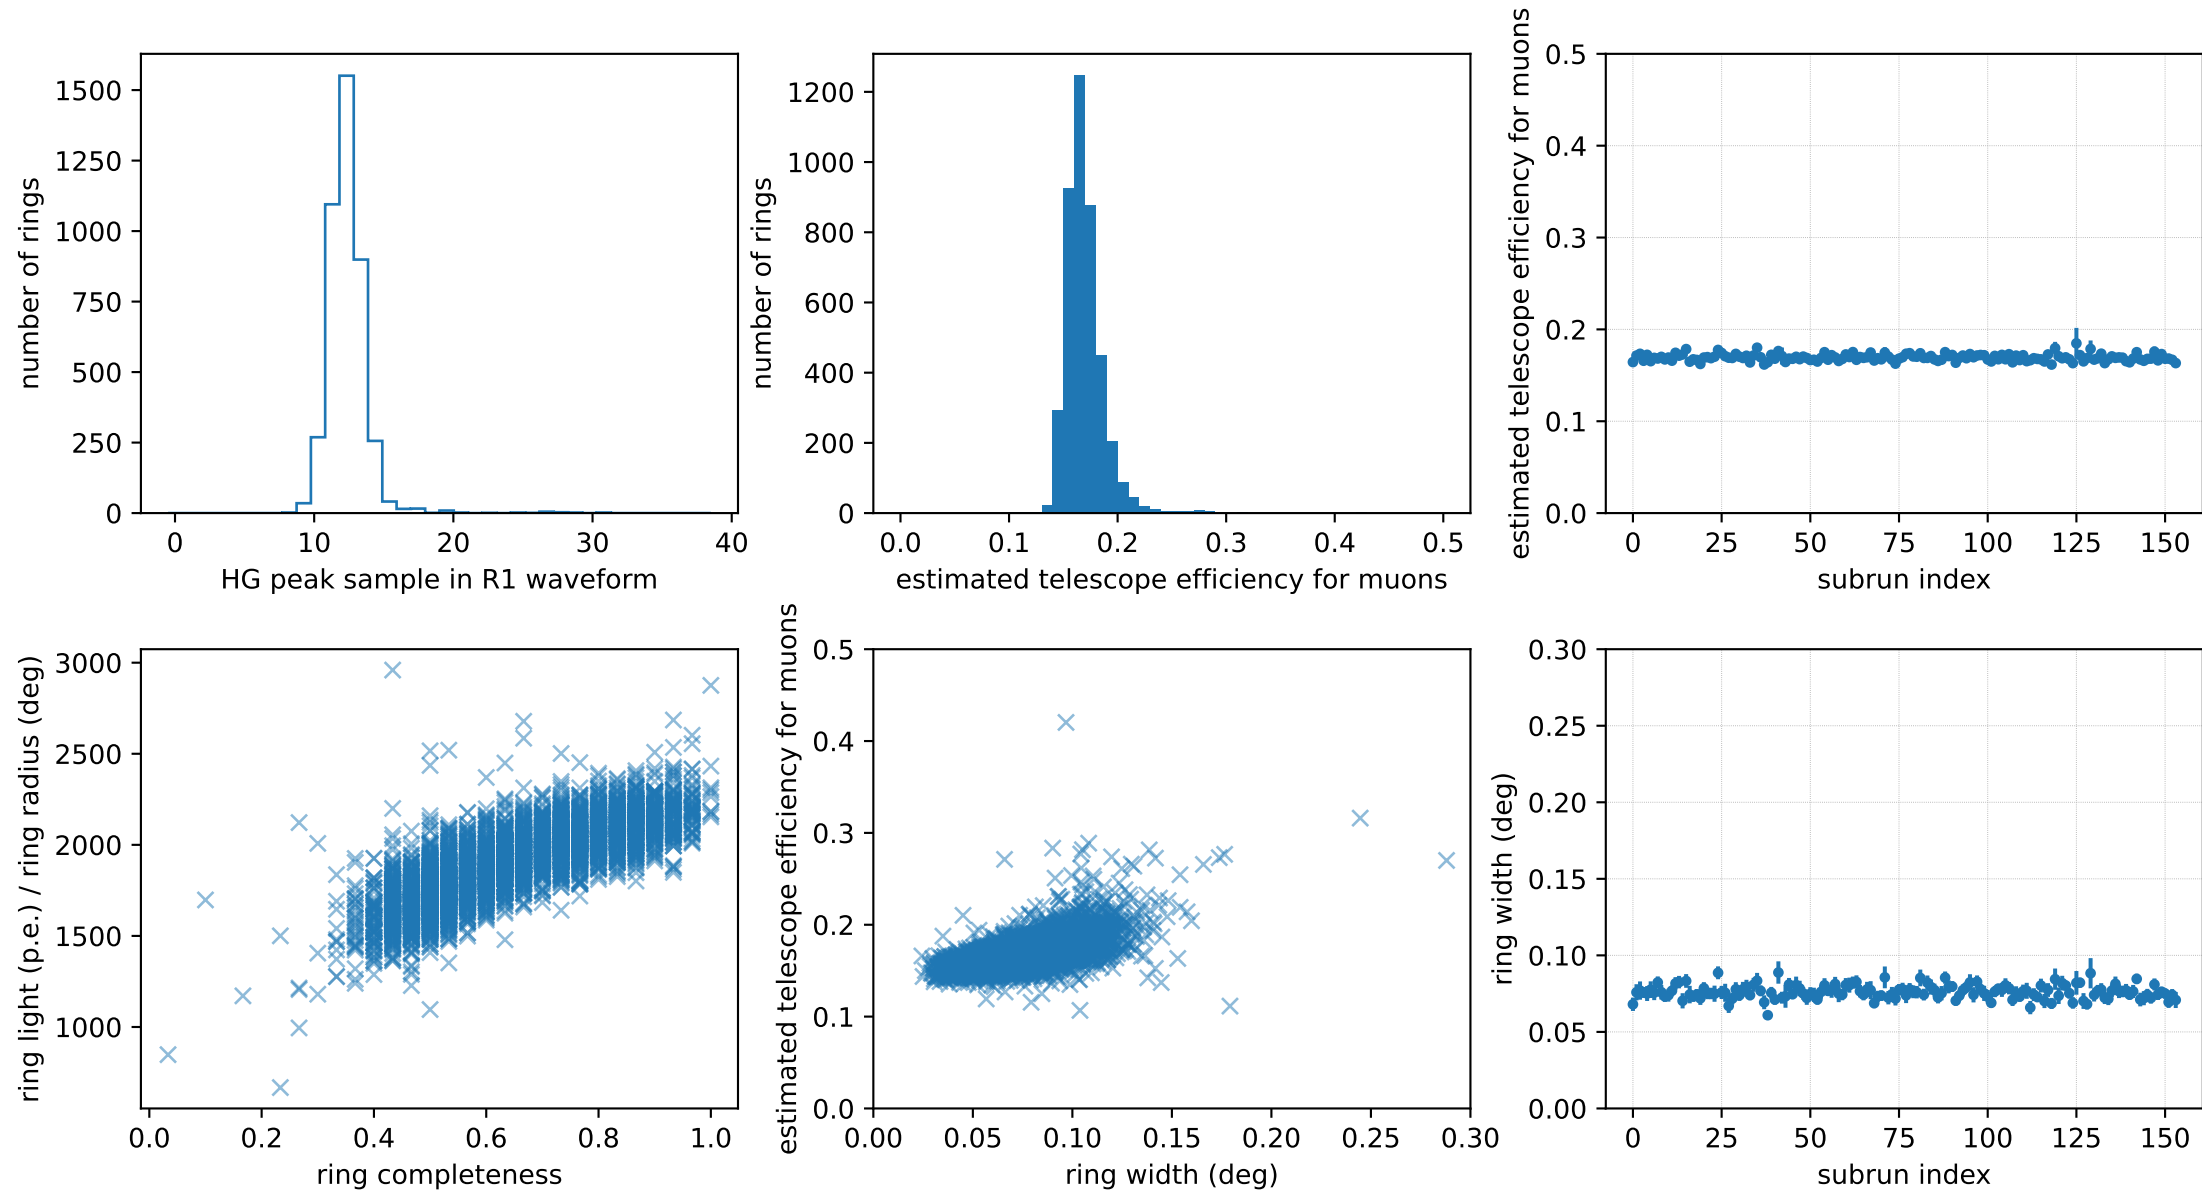 number of rings
1500
1250
1000
750
500
250
0
0 10 20 30 40
HG peak sample in R1 waveform
number of rings
1200
1000
800
600
400
200
0
0.0 0.1 0.2 0.3 0.4 0.5
estimated telescope efficiency for muons
estimated telescope efficiency for muons
0.5
0.4
0.3
0.2
0.1
0.0
0 25 50 75 100 125 150
subrun index
ring light (p.e.) / ring radius (deg)
3000
2500
2000
1500
1000
0.0 0.2 0.4 0.6 0.8 1.0
ring completeness
estimated telescope efficiency for muons
0.5
0.4
0.3
0.2
0.1
0.0
0.00 0.05 0.10 0.15 0.20 0.25 0.30
ring width (deg)
ring width (deg)
0.30
0.25
0.20
0.15
0.10
0.05
0.00
0 25 50 75 100 125 150
subrun index